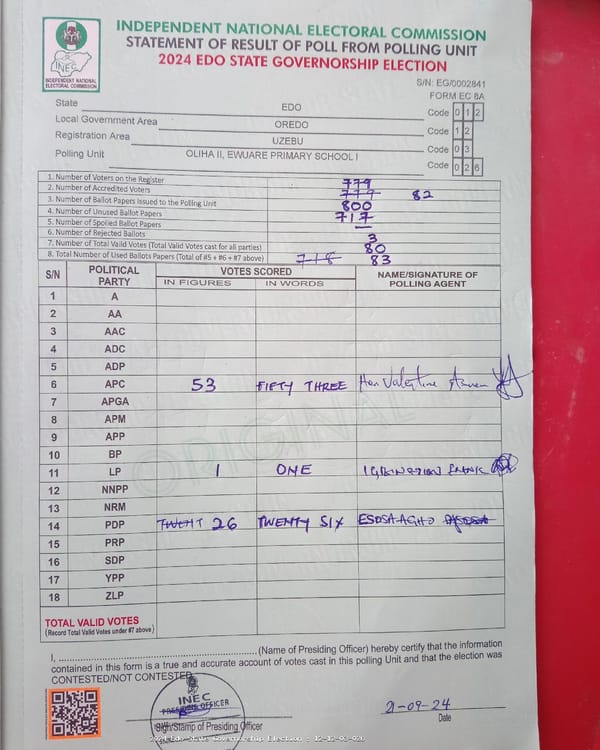 INDEPENDENT NATIONAL ELECTORAL COMMISSION
STATEMENT OF RESULT OF POLL FROM POLLING UNIT
2024 EDO STATE GOVERNORSHIP ELECTION
INEC
INDEPENDENT NATIONAL
ELECTORAL COMMISSION
S/N: EG/0002841
FORM EC 8A
State EDO Code 0 1 2
Local Government Area OREDO Code 1 2
Registration Area UZEBU Code 0 3
Polling Unit OLIHA II, EWUARE PRIMARY SCHOOL I Code 0 2 6
1. Number of Voters on the Register 779
2. Number of Accredited Voters 779 82
3. Number of Ballot Papers Issued to the Polling Unit 800
4. Number of Unused Ballot Papers 717
5. Number of Spoiled Ballot Papers —
6. Number of Rejected Ballots 3
7. Number of Total Valid Votes (Total Valid Votes cast for all parties) 80
8. Total Number of Used Ballots Papers (Total of #5 + #6 + #7 above) 718 83
S/N POLITICAL PARTY VOTES SCORED NAME/SIGNATURE OF POLLING AGENT
IN FIGURES IN WORDS
1 A
2 AA
3 AAC
4 ADC
5 ADP
6 APC 53 FIFTY THREE Hon Valentine
7 APGA
8 APM
9 APP
10 BP
11 LP 1 ONE
12 NNPP
13 NRM
14 PDP TWENT 26 TWENTY SIX
15 PRP
16 SDP
17 YPP
18 ZLP
TOTAL VALID VOTES
(Record Total Valid Votes under #7 above)
ORIGINAL
I, ........................................(Name of Presiding Officer) hereby certify that the information
contained in this form is a true and accurate account of votes cast in this polling Unit and that the election was
CONTESTED/NOT CONTESTED
INEC
PRESIDING OFFICER
Sign/Stamp of Presiding Officer
21-09-24
Date
2024 Edo State Governorship Election : 12-12-03-026